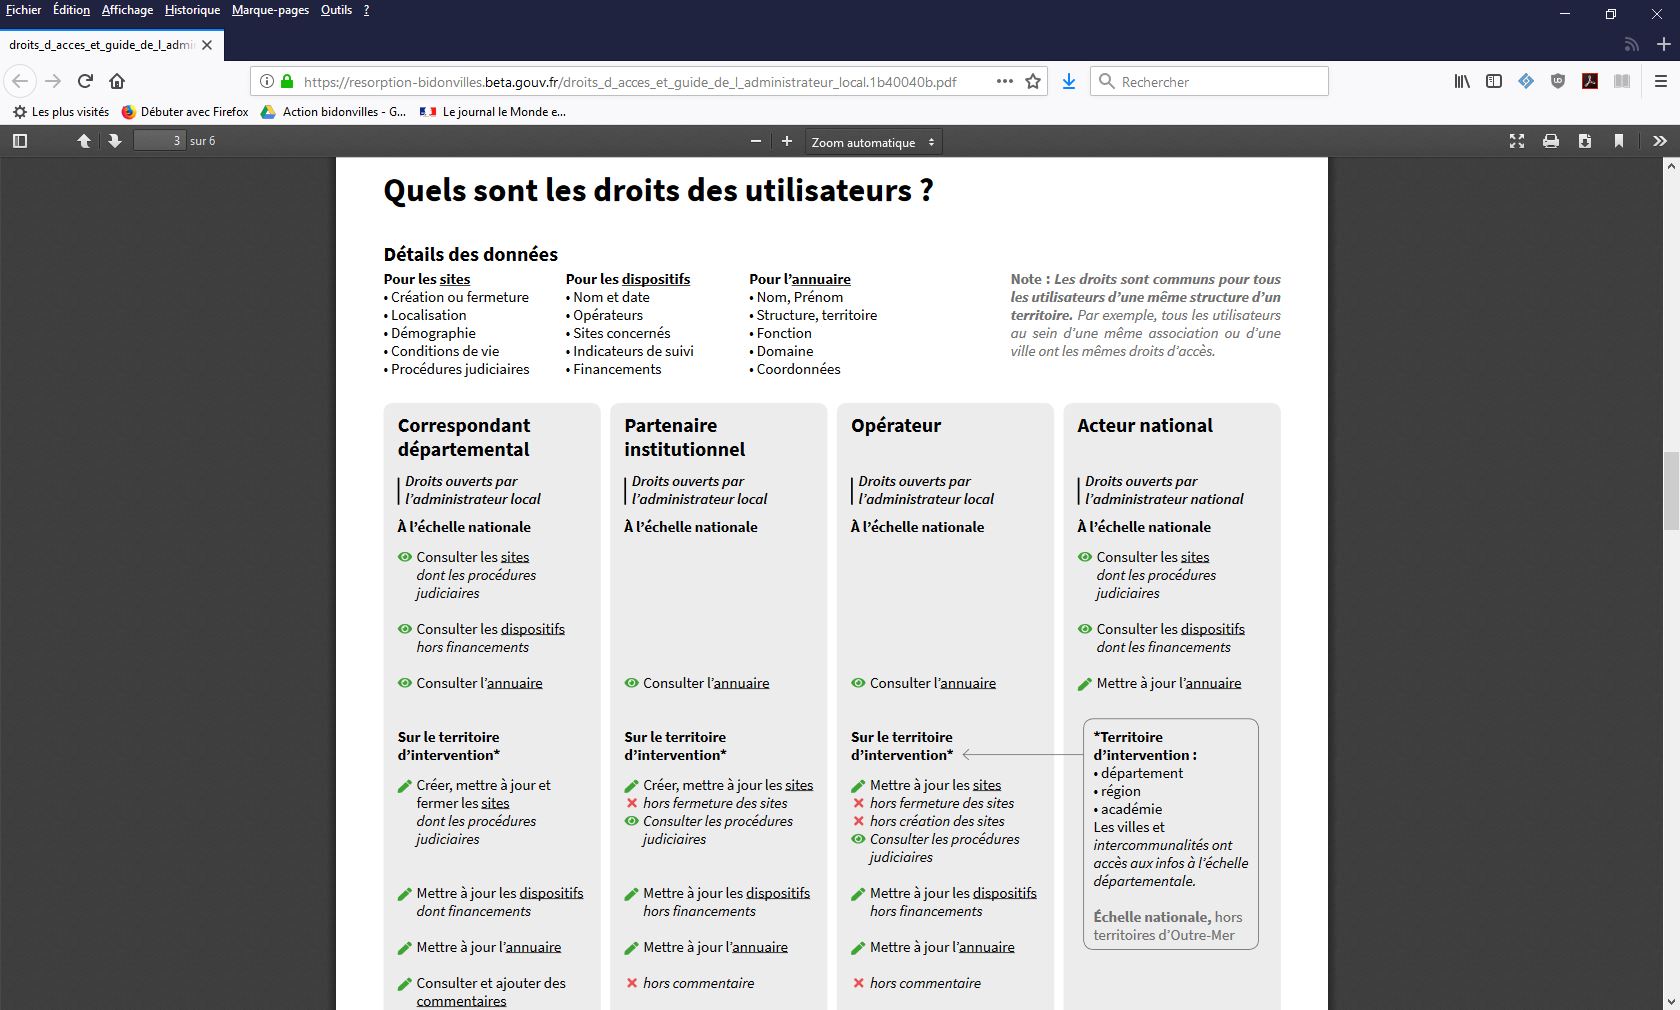 Fichier Édition Affichage Historique Marque-pages Outils ?
droits_d_acces_et_guide_de_l_admi
https://resorption-bidonvilles.beta.gouv.fr/droits_d_acces_et_guide_de_l_administrateur_local.1b40040b.pdf
Rechercher
Les plus visités Débuter avec Firefox Action bidonvilles - G... Le journal le Monde e...
3 sur 6
Zoom automatique
Quels sont les droits des utilisateurs ?
Détails des données
Pour les sites
• Création ou fermeture
• Localisation
• Démographie
• Conditions de vie
• Procédures judiciaires
Pour les dispositifs
• Nom et date
• Opérateurs
• Sites concernés
• Indicateurs de suivi
• Financements
Pour l’annuaire
• Nom, Prénom
• Structure, territoire
• Fonction
• Domaine
• Coordonnées
Note : Les droits sont communs pour tous
les utilisateurs d’une même structure d’un
territoire. Par exemple, tous les utilisateurs
au sein d’une même association ou d’une
ville ont les mêmes droits d’accès.
Correspondant
départemental
Droits ouverts par
l’administrateur local
À l’échelle nationale
Consulter les sites
dont les procédures
judiciaires
Consulter les dispositifs
hors financements
Consulter l’annuaire
Sur le territoire
d’intervention*
Créer, mettre à jour et
fermer les sites
dont les procédures
judiciaires
Mettre à jour les dispositifs
dont financements
Mettre à jour l’annuaire
Consulter et ajouter des
commentaires
Partenaire
institutionnel
Droits ouverts par
l’administrateur local
À l’échelle nationale
Consulter l’annuaire
Sur le territoire
d’intervention*
Créer, mettre à jour les sites
hors fermeture des sites
Consulter les procédures
judiciaires
Mettre à jour les dispositifs
hors financements
Mettre à jour l’annuaire
hors commentaire
Opérateur
Droits ouverts par
l’administrateur local
À l’échelle nationale
Consulter l’annuaire
Sur le territoire
d’intervention*
Mettre à jour les sites
hors fermeture des sites
hors création des sites
Consulter les procédures
judiciaires
Mettre à jour les dispositifs
hors financements
Mettre à jour l’annuaire
hors commentaire
Acteur national
Droits ouverts par
l’administrateur national
À l’échelle nationale
Consulter les sites
dont les procédures
judiciaires
Consulter les dispositifs
dont les financements
Mettre à jour l’annuaire
*Territoire
d’intervention :
• département
• région
• académie
Les villes et
intercommunalités ont
accès aux infos à l’échelle
départementale.
Échelle nationale, hors
territoires d’Outre-Mer